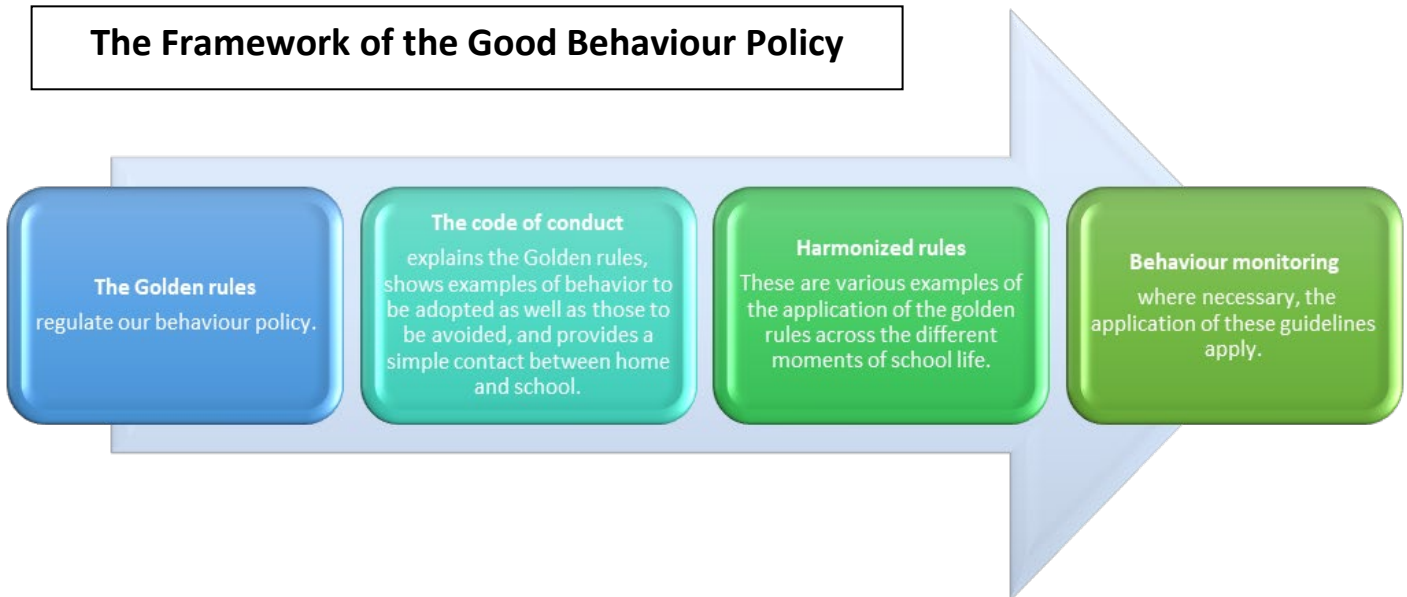 The Framework of the Good Behaviour Policy
The Golden rules
regulate our behaviour policy.
The code of conduct
explains the Golden rules,
shows examples of behavior to
be adopted as well as those to
be avoided, and provides a
simple contact between home
and school.
Harmonized rules
These are various examples of
the application of the golden
rules across the different
moments of school life.
Behaviour monitoring
where necessary, the
application of these guidelines
apply.